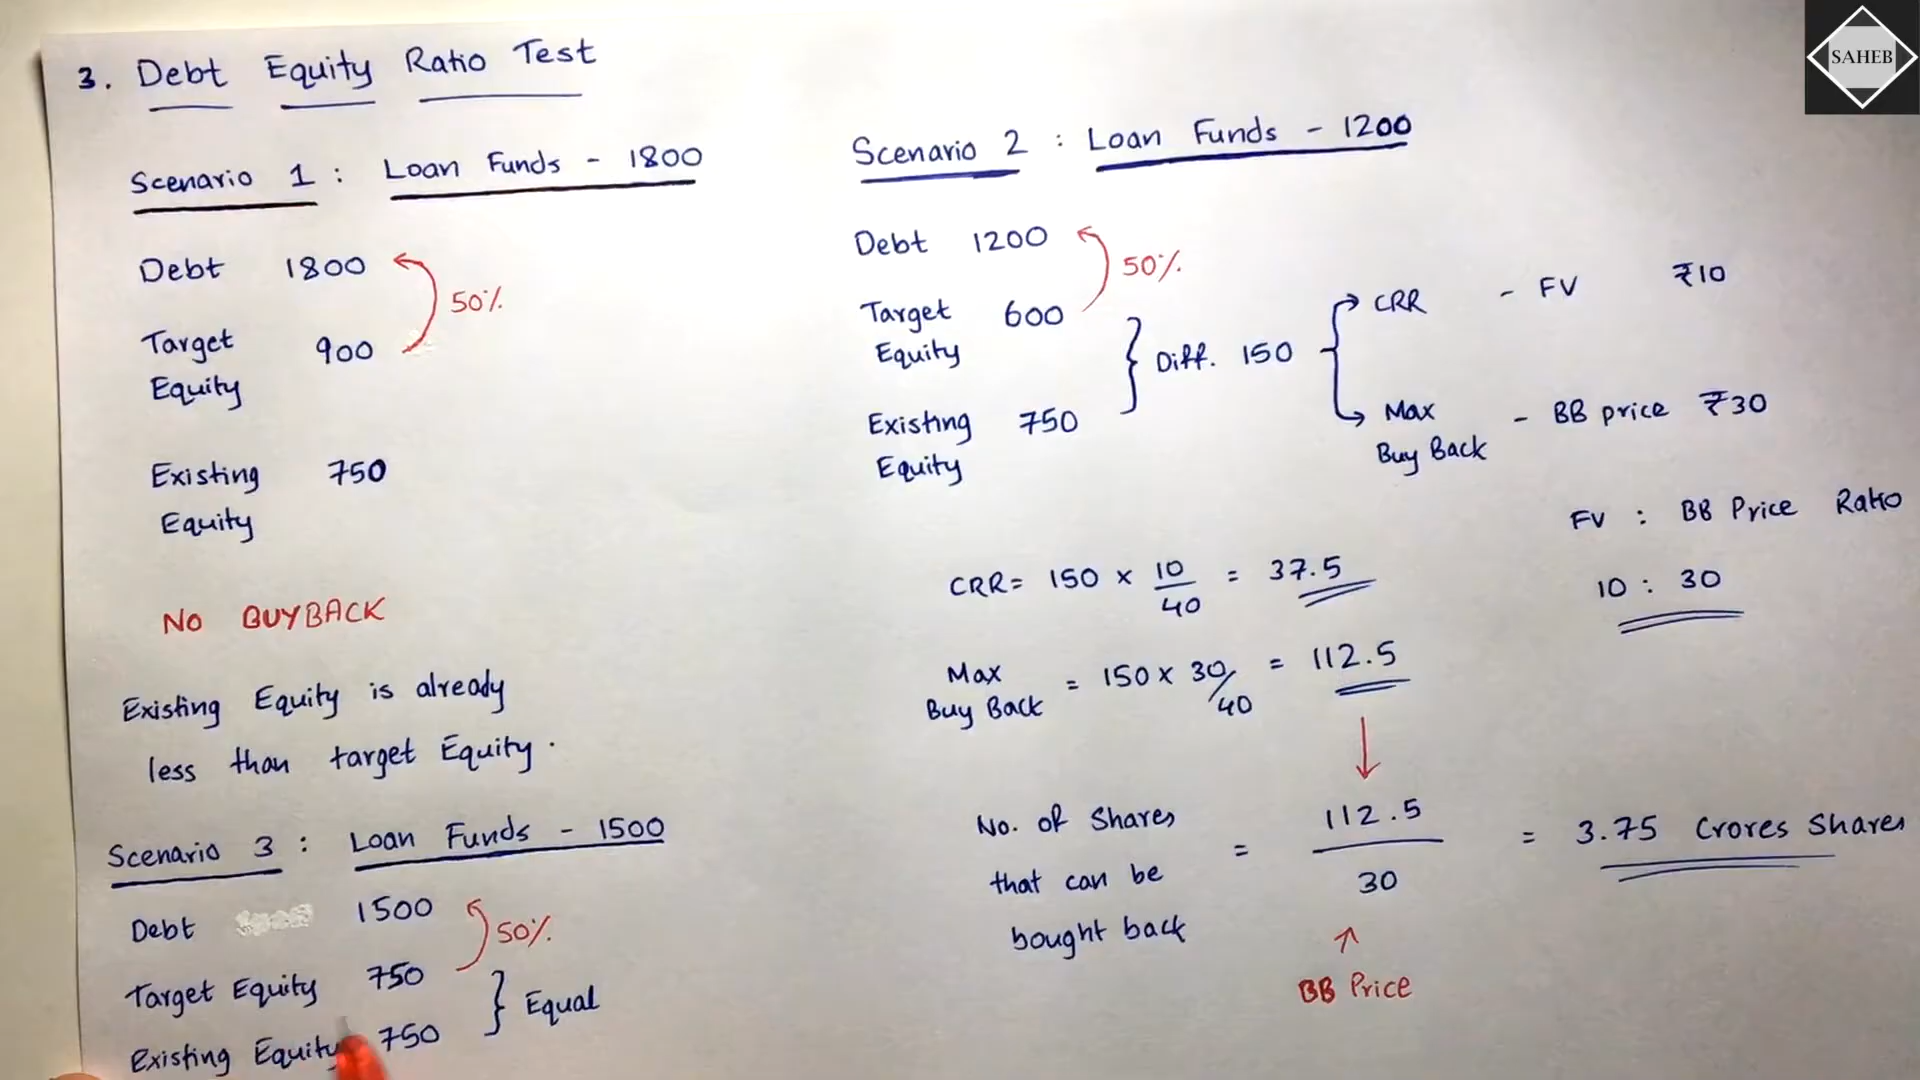 SAHEB
3. Debt Equity Ratio Test
Scenario 1 : Loan Funds - 1800
Debt 1800
50%
Target 900
Equity
Existing 750
Equity
NO BUYBACK
Existing Equity is already
less than target Equity.
Scenario 3 : Loan Funds - 1500
Debt 1500
50%
Target Equity 750
Existing Equity 750
Equal
Scenario 2 : Loan Funds - 1200
Debt 1200
50%
Target 600
Equity
Diff. 150
Existing 750
Equity
CRR - FV ₹10
Max - BB price ₹30
Buy Back
FV : BB Price Ratio
10 : 30
CRR = 150 × 10/40 = 37.5
Max
Buy Back = 150 × 30/40 = 112.5
No. of Shares
that can be
bought back
= 112.5
30
= 3.75 Crores Shares
BB Price